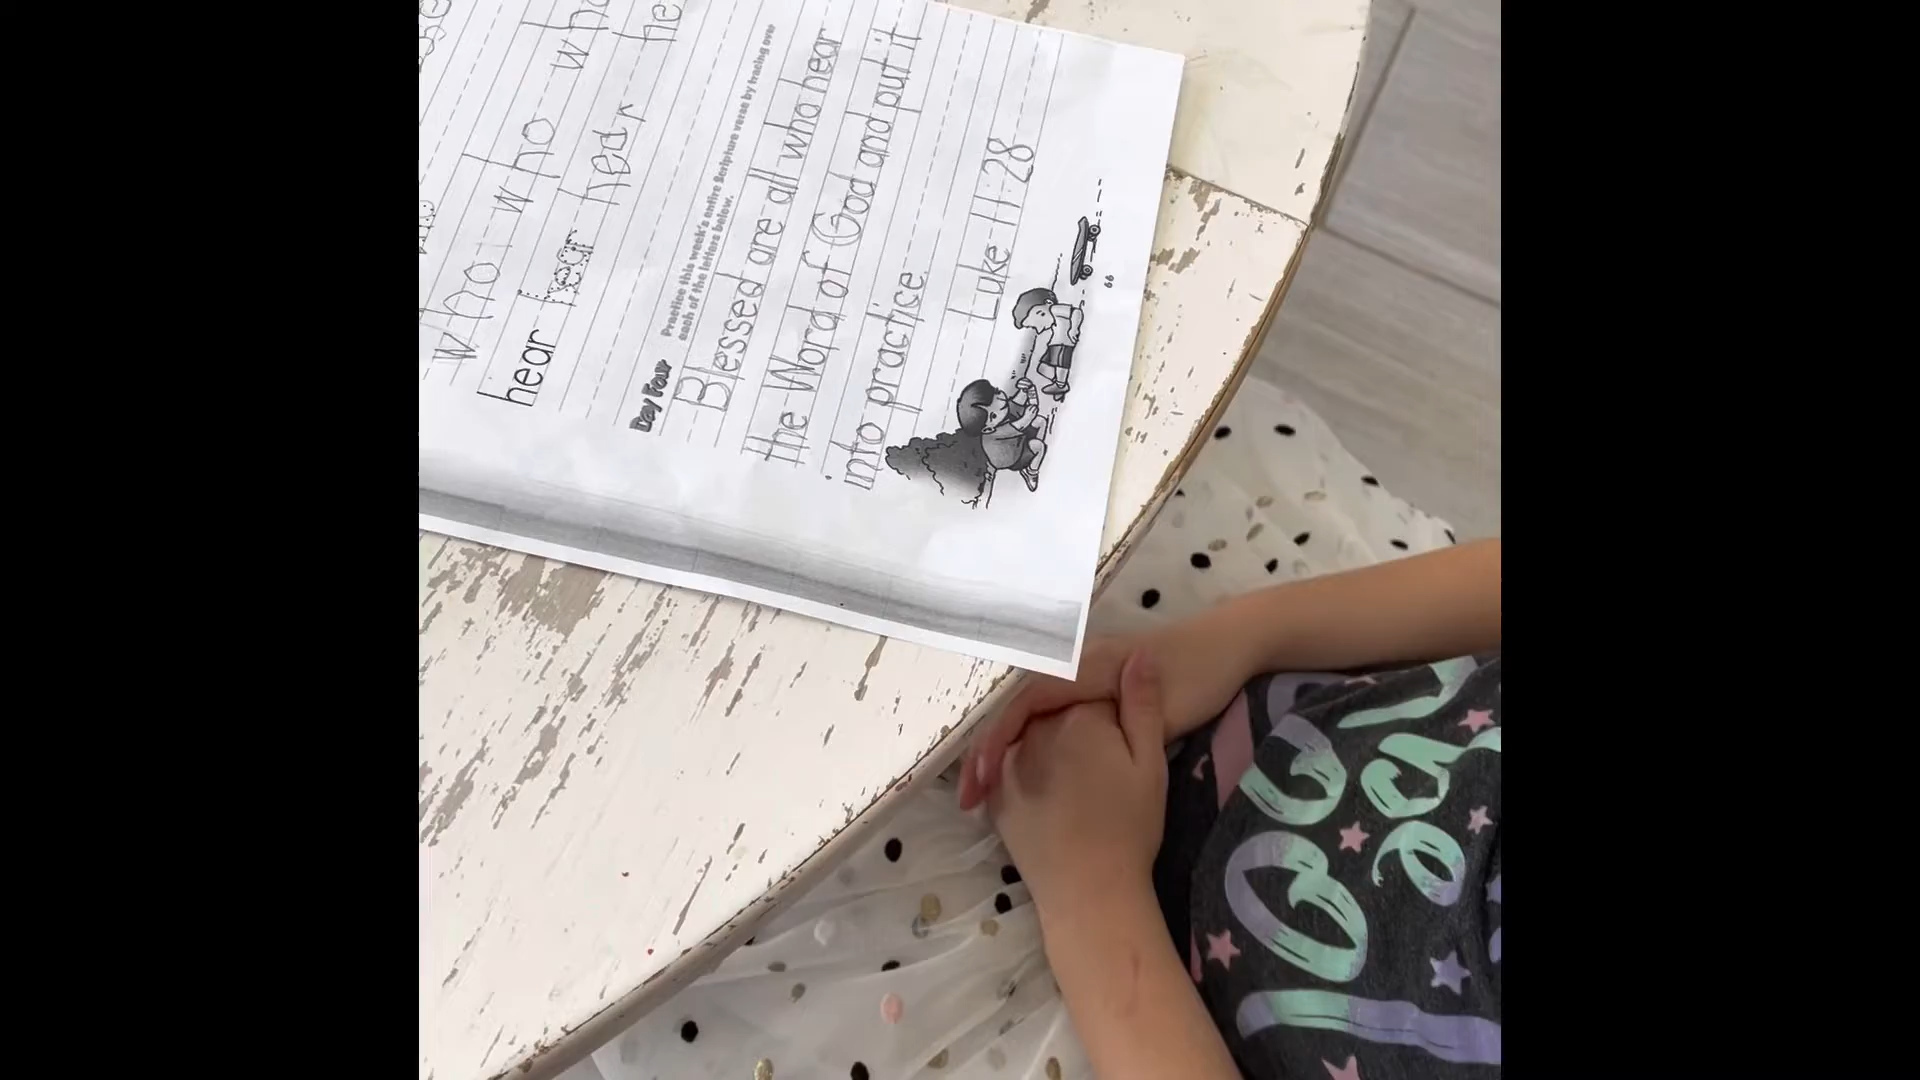 who who who
hear hear hear he
Day Four Practice this week's entire Scripture verse by tracing over
each of the letters below.
Blessed are all who hear
the Word of God and put it
into practice.
Luke 11:28
66